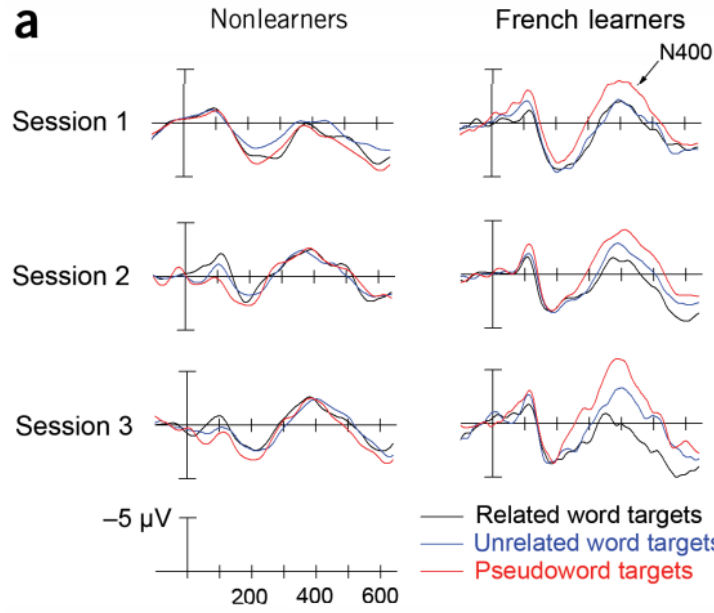 a
Nonlearners
French learners
N400
Session 1
Session 2
Session 3
–5 µV
200 400 600
Related word targets
Unrelated word targets
Pseudoword targets